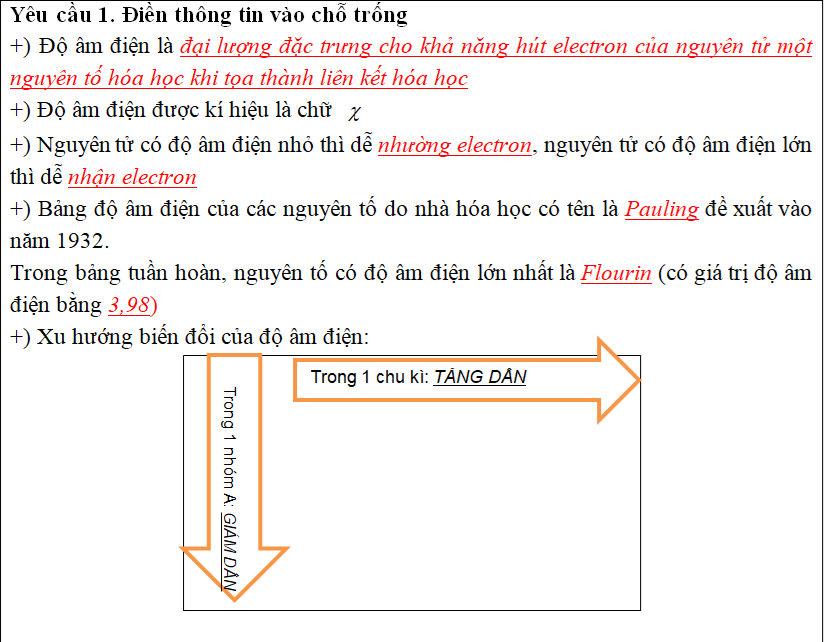 Yêu cầu 1. Điền thông tin vào chỗ trống
+) Độ âm điện là đại lượng đặc trưng cho khả năng hút electron của nguyên tử một
nguyên tố hóa học khi tọa thành liên kết hóa học
+) Độ âm điện được kí hiệu là chữ χ
+) Nguyên tử có độ âm điện nhỏ thì dễ nhường electron, nguyên tử có độ âm điện lớn
thì dễ nhận electron
+) Bảng độ âm điện của các nguyên tố do nhà hóa học có tên là Pauling đề xuất vào
năm 1932.
Trong bảng tuần hoàn, nguyên tố có độ âm điện lớn nhất là Flourin (có giá trị độ âm
điện bằng 3,98)
+) Xu hướng biến đổi của độ âm điện:
Trong 1 chu kì: TĂNG DẦN
Trong 1 nhóm A: GIẢM DẦN